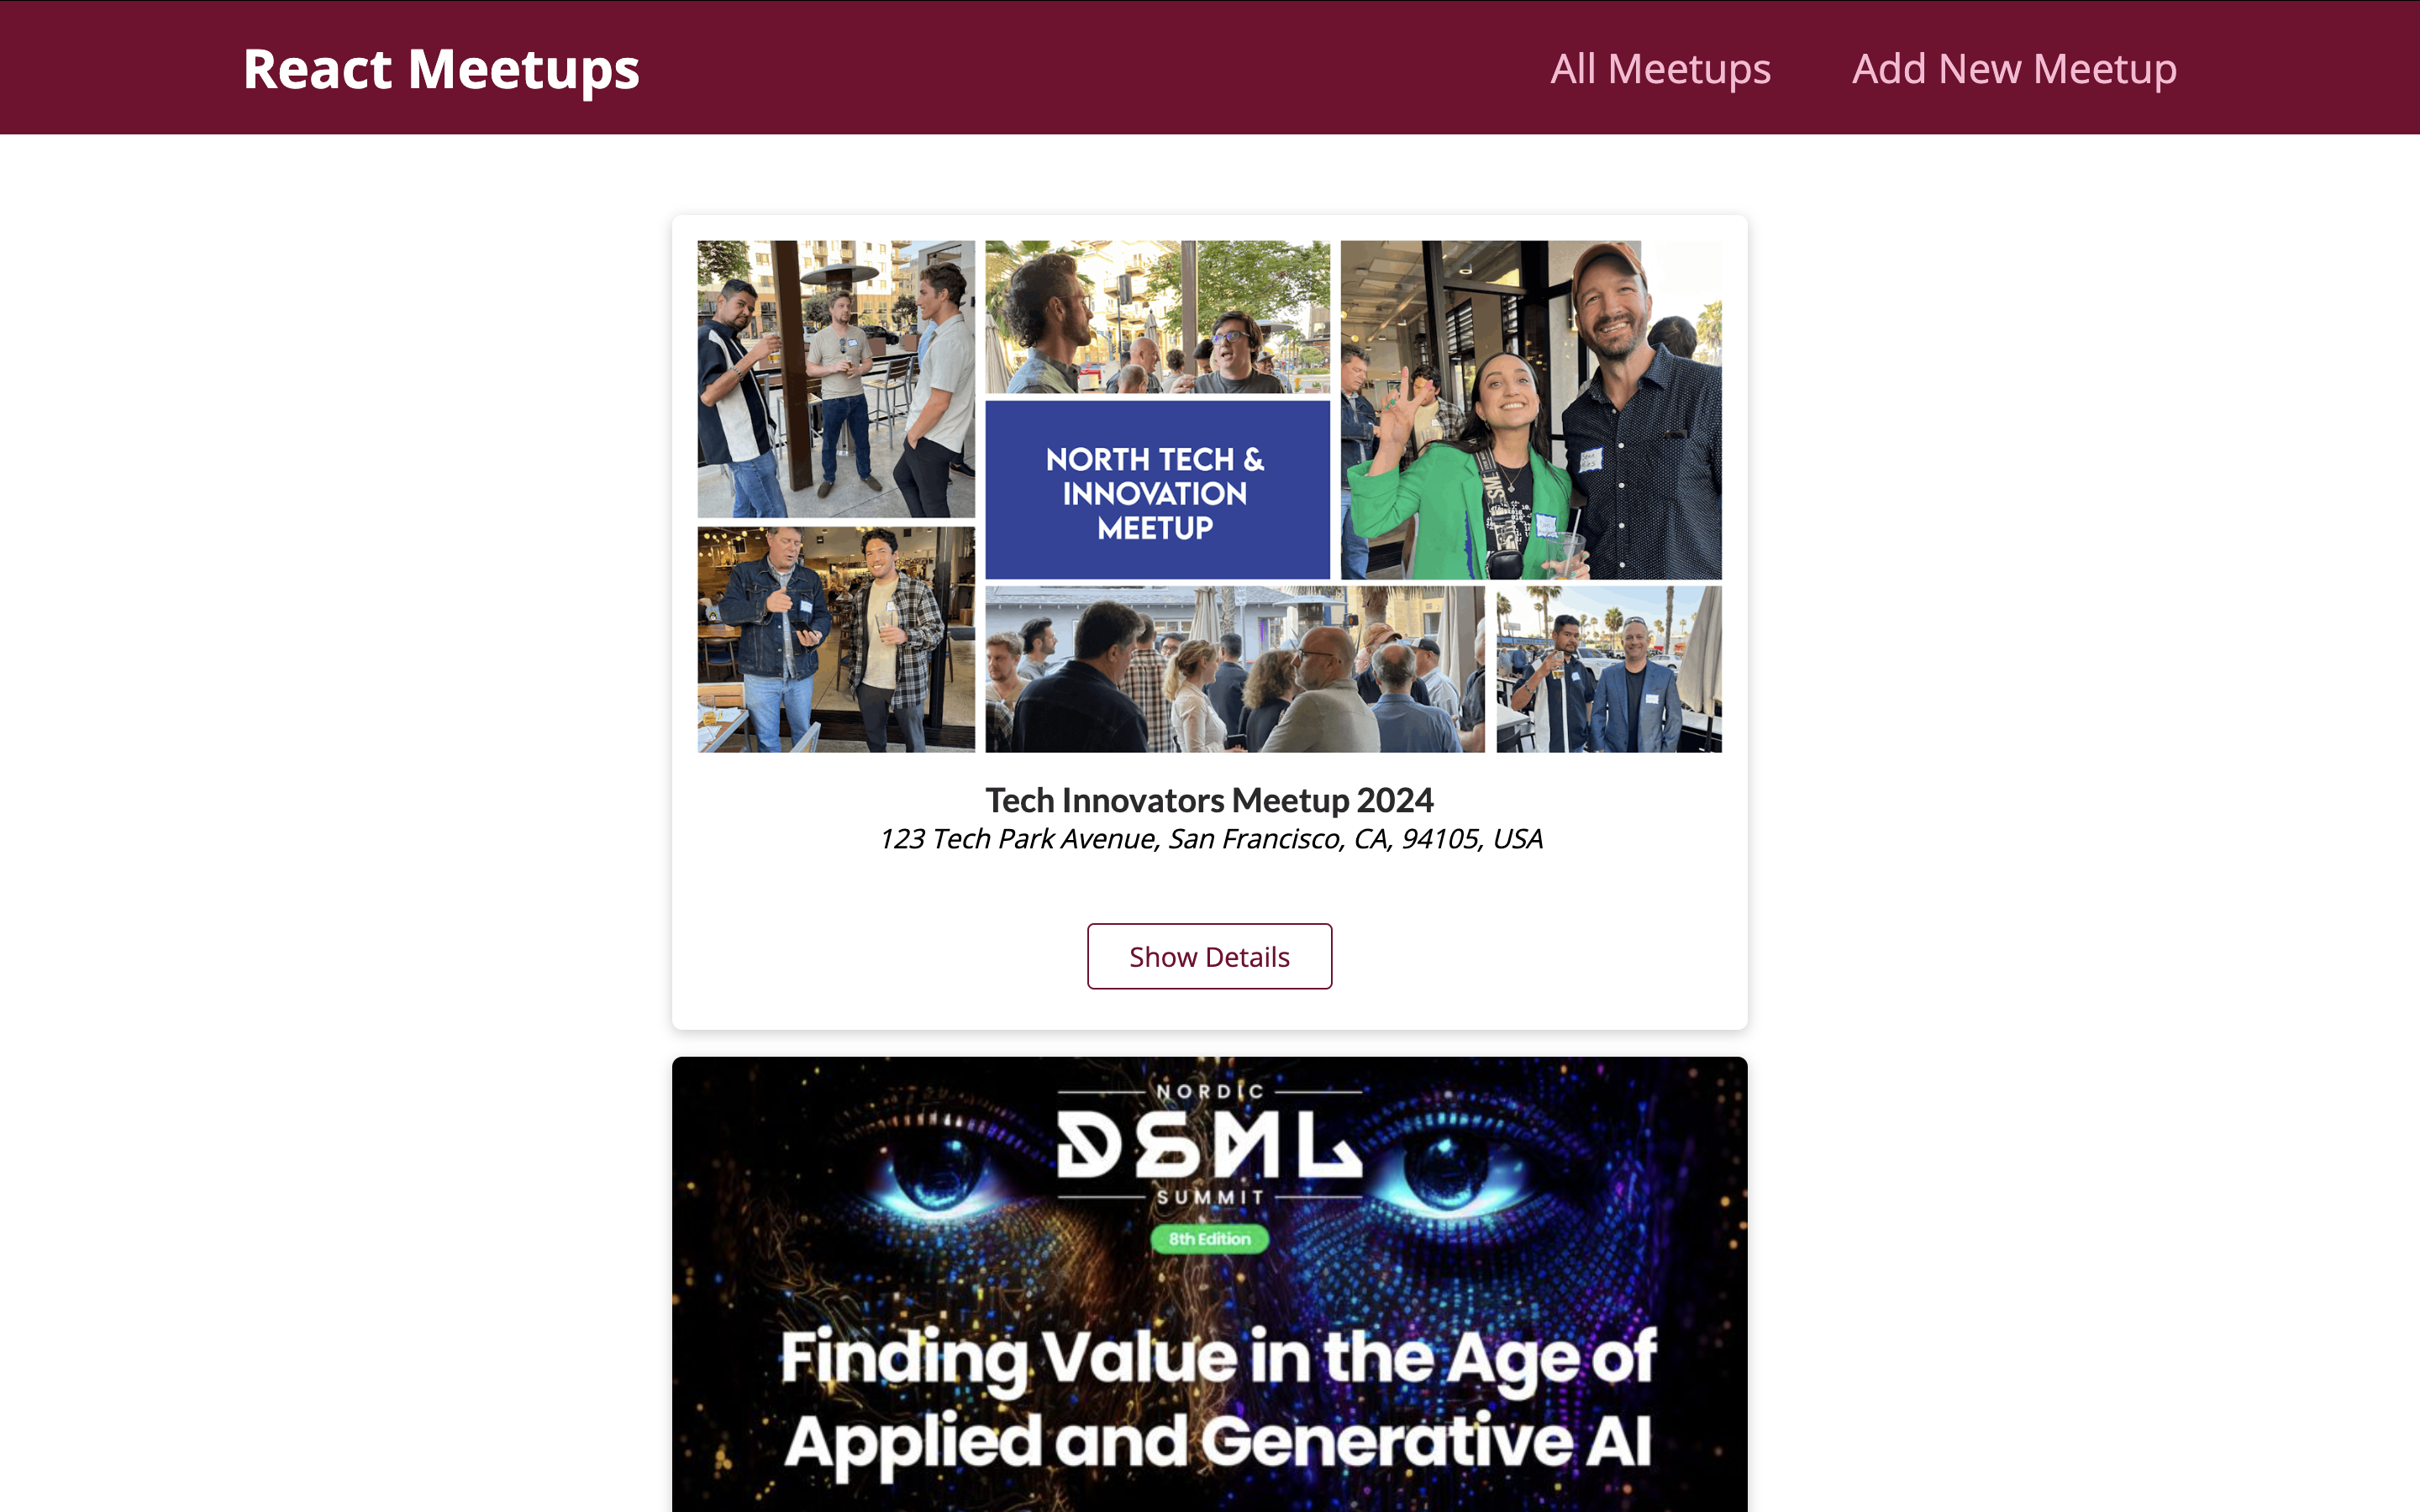 React Meetups
All Meetups
Add New Meetup
NORTH TECH &
INNOVATION
MEETUP
Tech Innovators Meetup 2024
123 Tech Park Avenue, San Francisco, CA, 94105, USA
Show Details
NORDIC
DSML
SUMMIT
8th Edition
Finding Value in the Age of
Applied and Generative AI